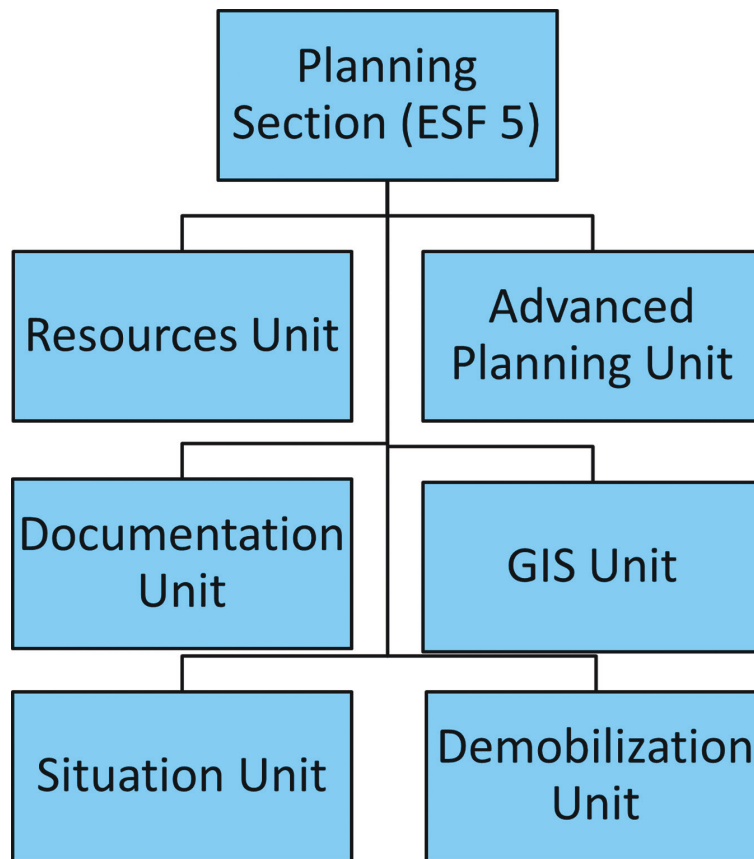 Planning
Section (ESF 5)
Resources Unit
Advanced
Planning Unit
Documentation
Unit
GIS Unit
Situation Unit
Demobilization
Unit